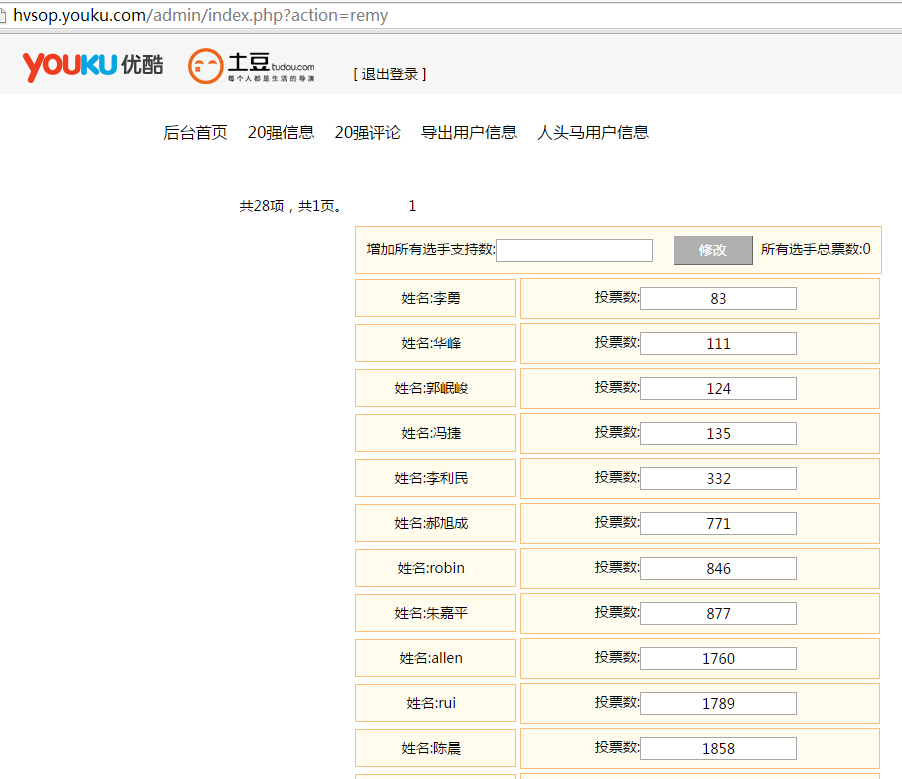 hvsop.youku.com/admin/index.php?action=remy
YOUKU 优酷 土豆 tudou.com [ 退出登录 ]
每个人都是生活的导演
后台首页 20强信息 20强评论 导出用户信息 人头马用户信息
共28项，共1页。 1
增加所有选手支持数: 修改 所有选手总票数:0
姓名:李勇 投票数: 83
姓名:华峰 投票数: 111
姓名:郭岷峻 投票数: 124
姓名:冯捷 投票数: 135
姓名:李利民 投票数: 332
姓名:郝旭成 投票数: 771
姓名:robin 投票数: 846
姓名:朱嘉平 投票数: 877
姓名:allen 投票数: 1760
姓名:rui 投票数: 1789
姓名:陈晨 投票数: 1858